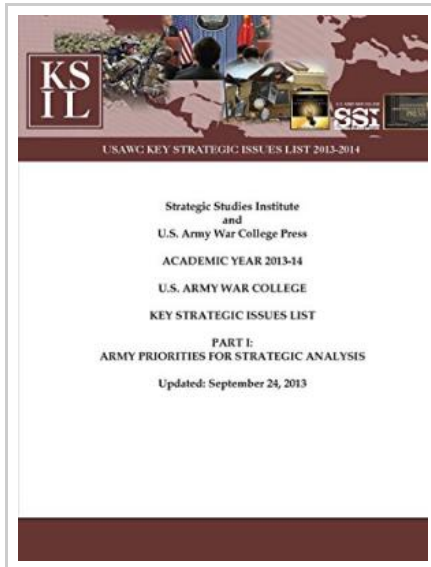 KS
IL
SSI
USAWC KEY STRATEGIC ISSUES LIST 2013-2014
Strategic Studies Institute
and
U.S. Army War College Press
ACADEMIC YEAR 2013-14
U.S. ARMY WAR COLLEGE
KEY STRATEGIC ISSUES LIST
PART I:
ARMY PRIORITIES FOR STRATEGIC ANALYSIS
Updated: September 24, 2013